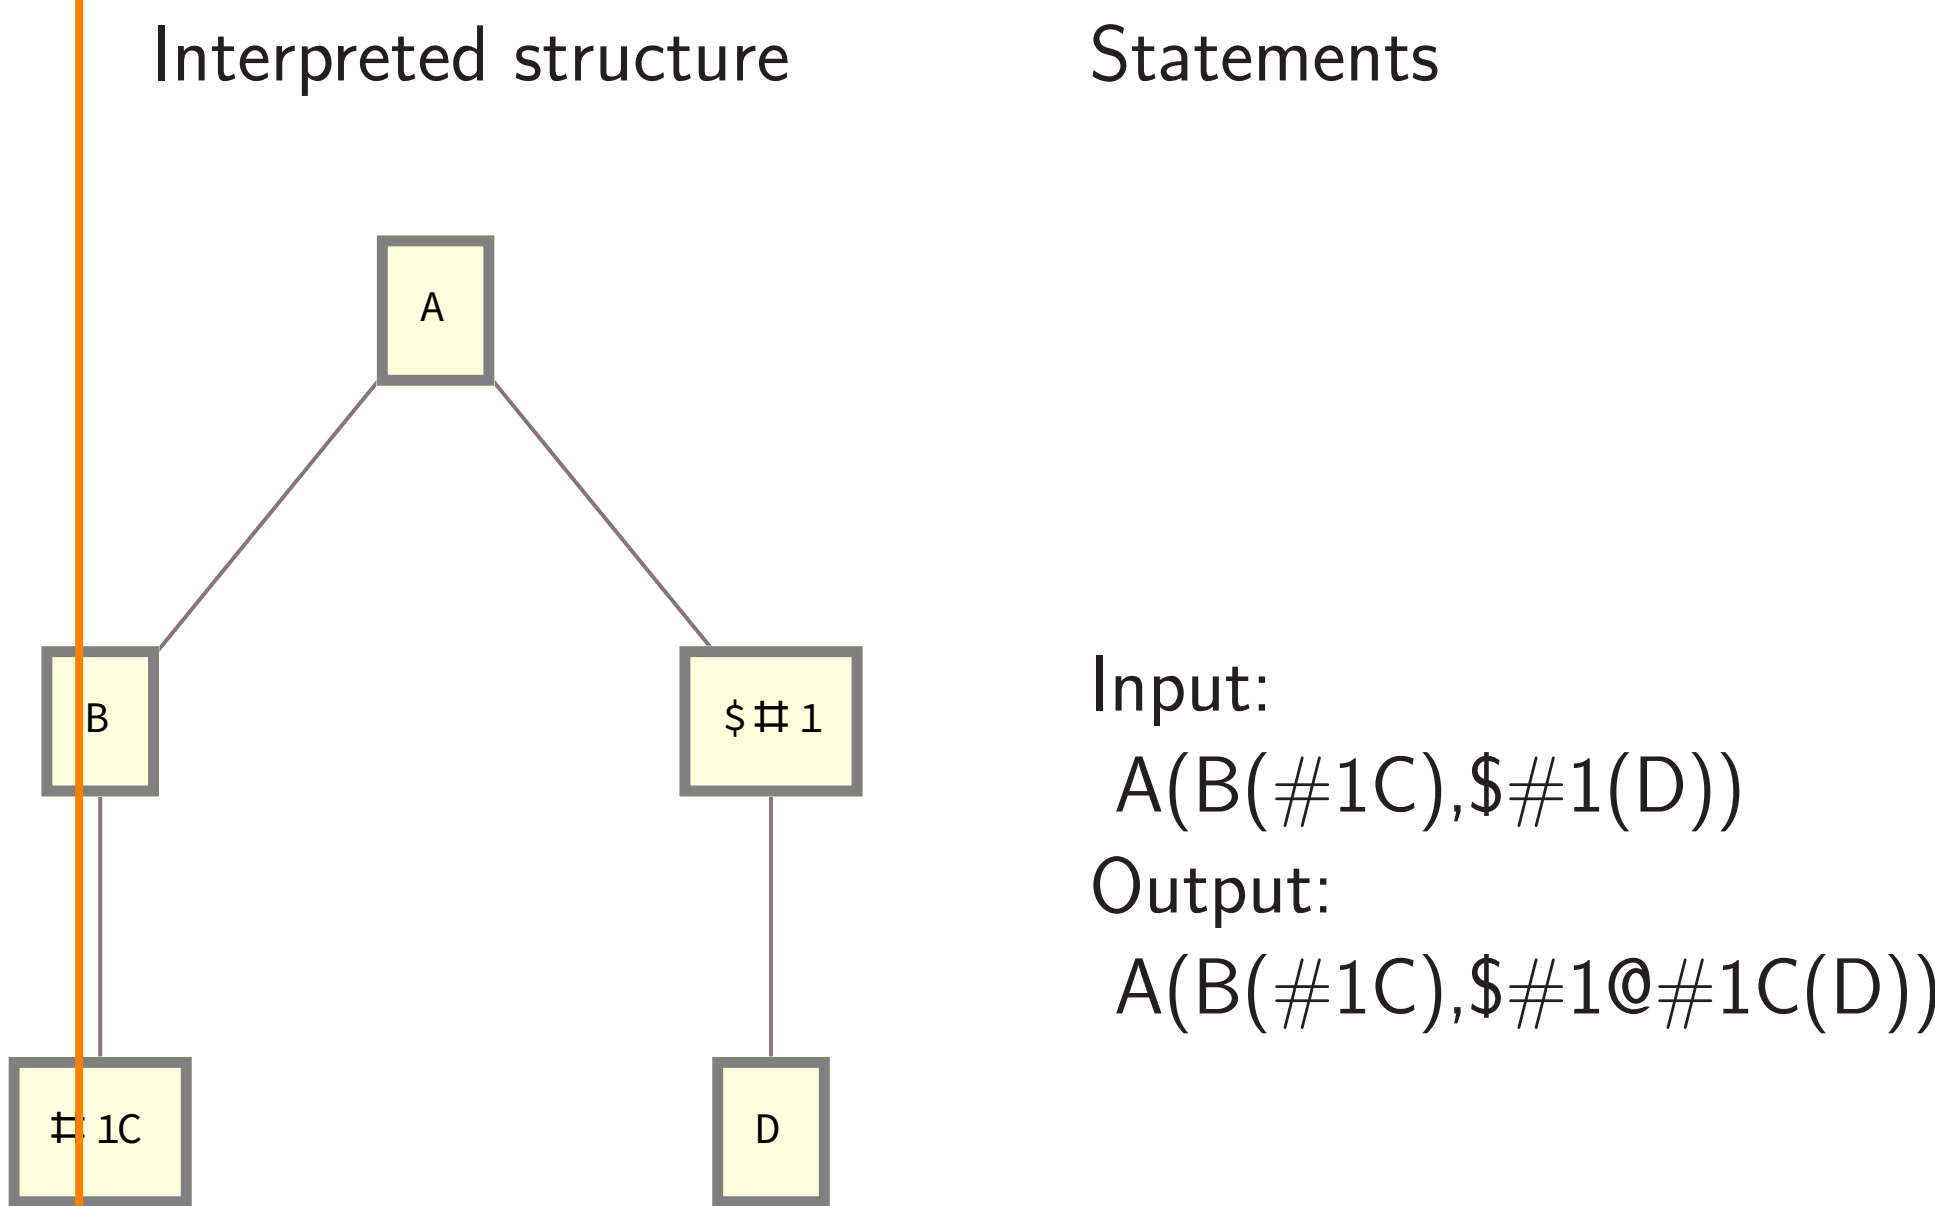 Interpreted structure
Statements
A
B
$#1
#1C
D
Input:
A(B(#1C),$#1(D))
Output:
A(B(#1C),$#1@#1C(D))